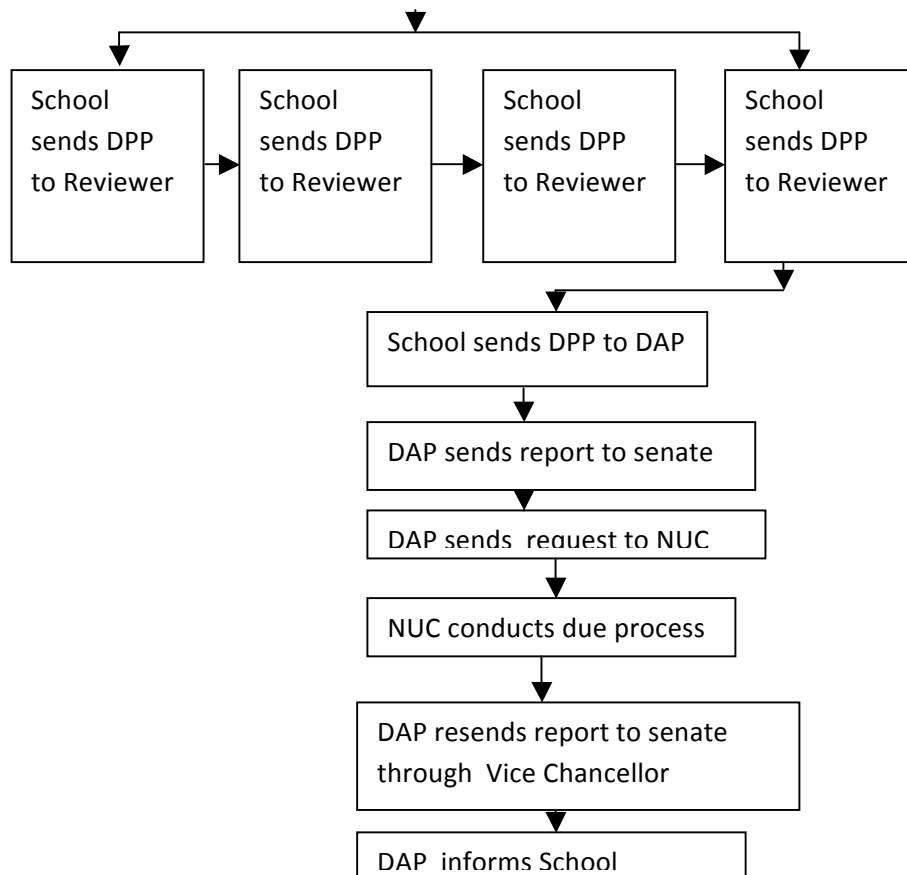 School
sends DPP
to Reviewer
School
sends DPP
to Reviewer
School
sends DPP
to Reviewer
School
sends DPP
to Reviewer
School sends DPP to DAP
DAP sends report to senate
DAP sends  request to NUC
NUC conducts due process
DAP resends report to senate
through  Vice Chancellor
DAP  informs School